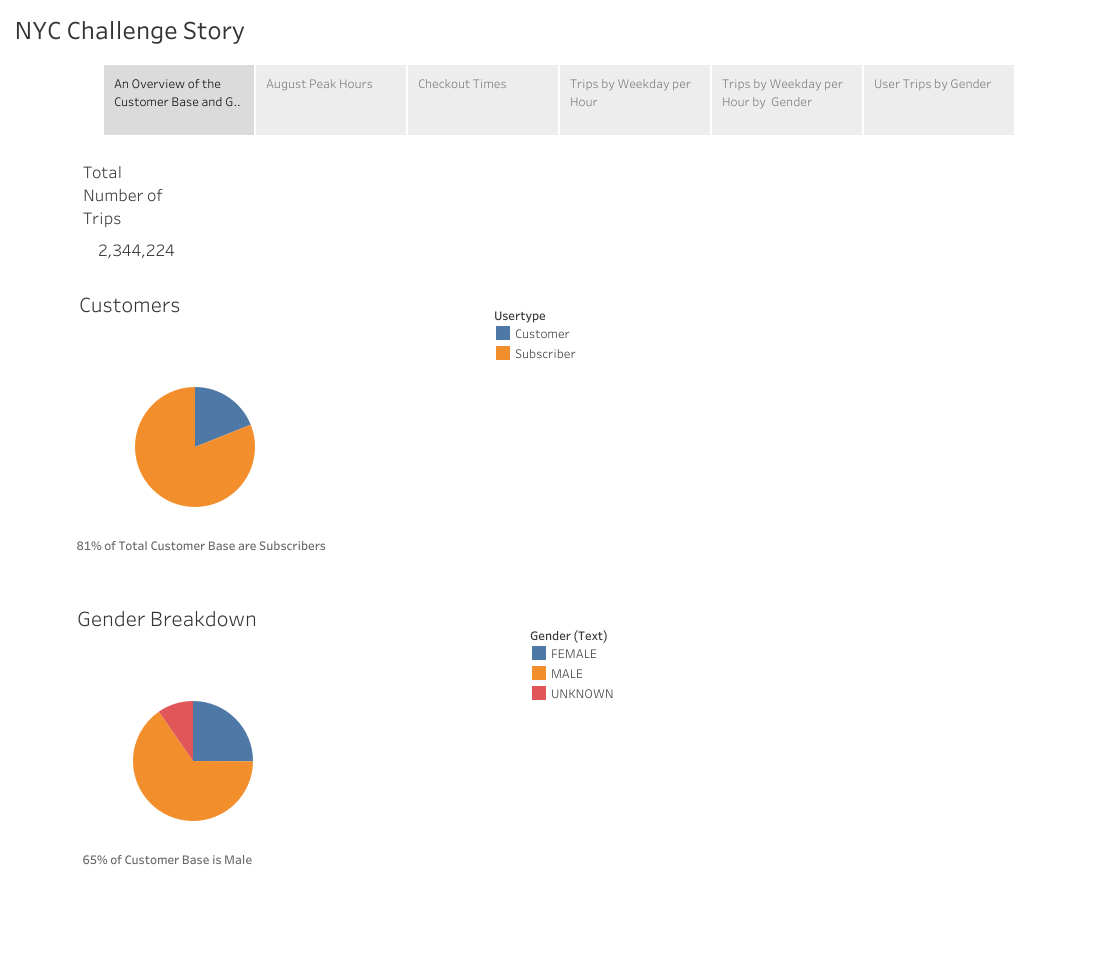 NYC Challenge Story
An Overview of the
Customer Base and G..
August Peak Hours
Checkout Times
Trips by Weekday per
Hour
Trips by Weekday per
Hour by  Gender
User Trips by Gender
Total
Number of
Trips
2,344,224
Customers
Usertype
Customer
Subscriber
81% of Total Customer Base are Subscribers
Gender Breakdown
Gender (Text)
FEMALE
MALE
UNKNOWN
65% of Customer Base is Male